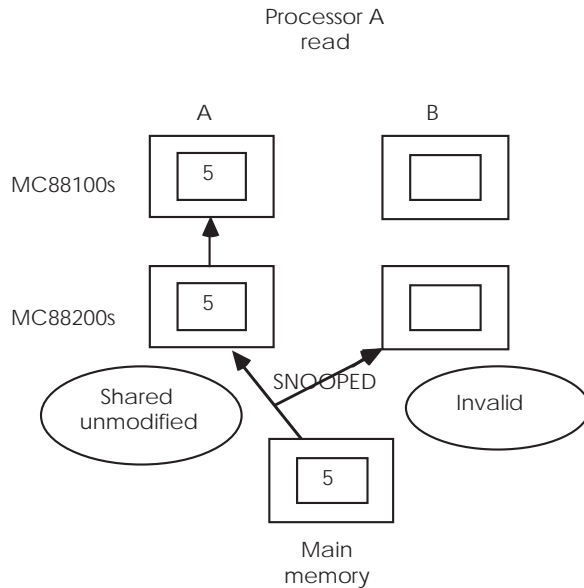 Processor A
read
A
B
MC88100s
5
MC88200s
5
SNOOPED
Shared
unmodified
Invalid
5
Main
memory